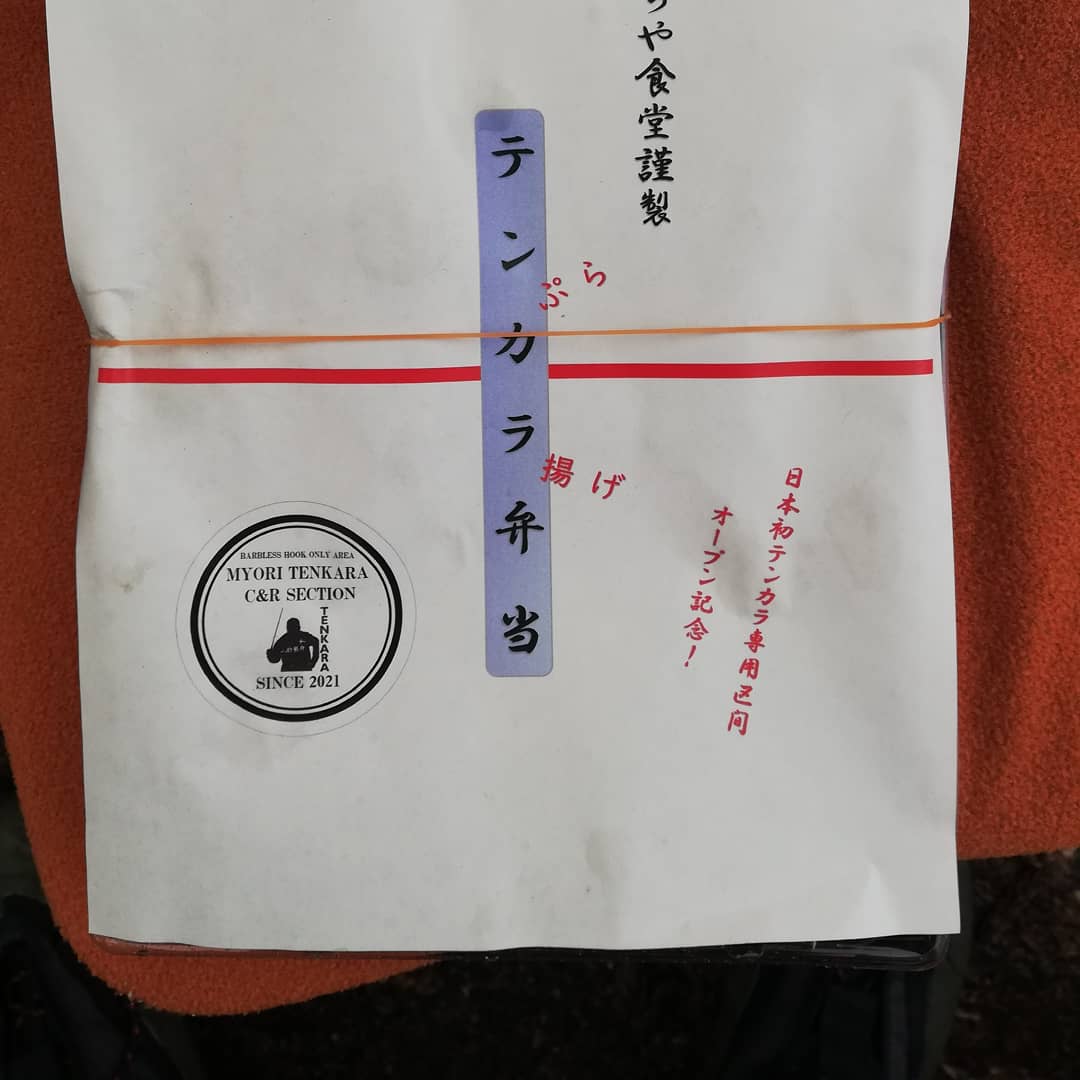 や食堂謹製
テンカラ弁当
ぷら
揚げ
日本初テンカラ専用区間
オープン記念！
BARBLESS HOOK ONLY AREA
MYORI TENKARA
C&R SECTION
TENKARA
SINCE 2021